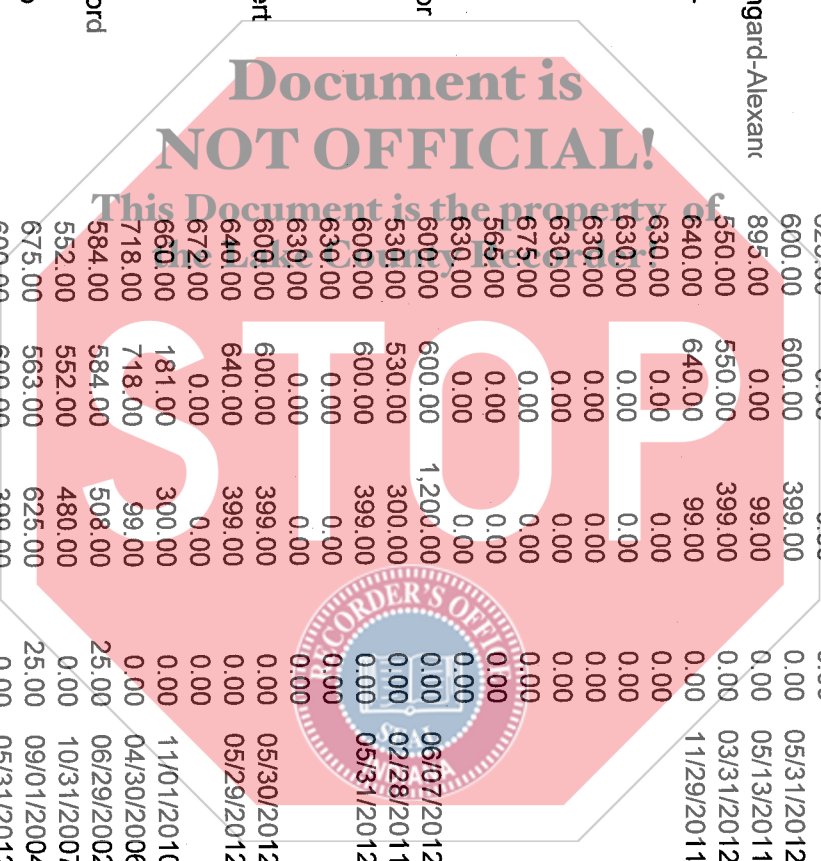 Document is
NOT OFFICIAL!
This Document is the property of
the Lake County Recorder!
STOP
RECORDER'S OFFICE
SEAL
INDIANA
600.00 600.00 399.00 0.00 05/31/2012
ngard-Alexand 895.00 0.00 99.00 0.00 05/13/2011
550.00 550.00 399.00 0.00 03/31/2012
640.00 640.00 99.00 0.00 11/29/2011
630.00 0.00 0.00 0.00
630.00 0.00 0.00 0.00
630.00 0.00 0.00 0.00
630.00 0.00 0.00 0.00
675.00 0.00 0.00 0.00
565.00 0.00 0.00 0.00
630.00 0.00 0.00 0.00
or 600.00 600.00 1,200.00 0.00 06/07/2012
530.00 530.00 300.00 0.00 02/28/2011
600.00 600.00 399.00 0.00 05/31/2012
630.00 0.00 0.00 0.00
630.00 0.00 0.00 0.00
ert 600.00 600.00 399.00 0.00 05/30/2012
640.00 640.00 399.00 0.00 05/29/2012
672.00 0.00 0.00 0.00
660.00 181.00 300.00 0.00 11/01/2010
718.00 718.00 99.00 0.00 04/30/2006
ord 584.00 584.00 508.00 25.00 06/29/2002
552.00 552.00 480.00 0.00 10/31/2007
675.00 563.00 625.00 25.00 09/01/2004